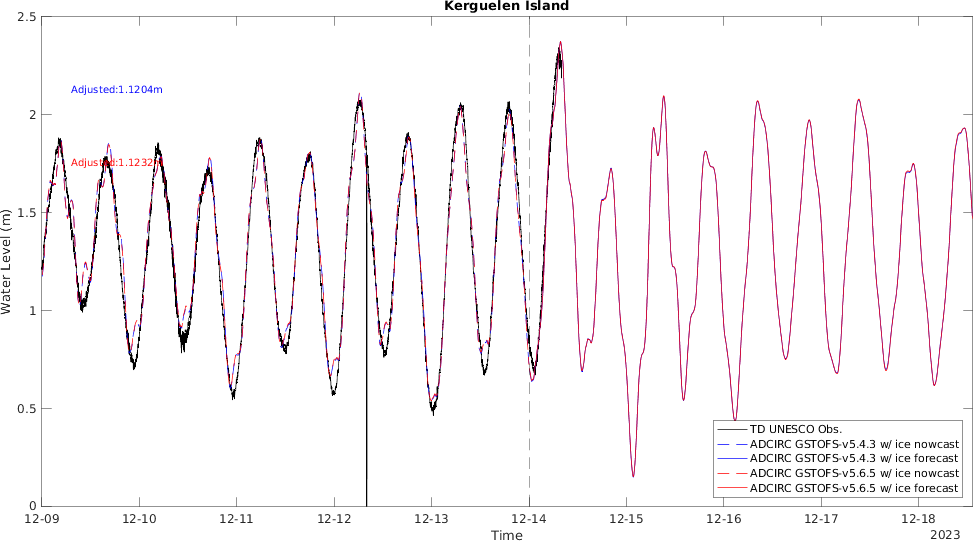 Kerguelen Island
2.5
2
1.5
1
0.5
0
Water Level (m)
Adjusted:1.1204m
Adjusted:1.1232m
TD UNESCO Obs.
ADCIRC GSTOFS-v5.4.3 w/ ice nowcast
ADCIRC GSTOFS-v5.4.3 w/ ice forecast
ADCIRC GSTOFS-v5.6.5 w/ ice nowcast
ADCIRC GSTOFS-v5.6.5 w/ ice forecast
12-09 12-10 12-11 12-12 12-13 12-14 12-15 12-16 12-17 12-18
Time
2023